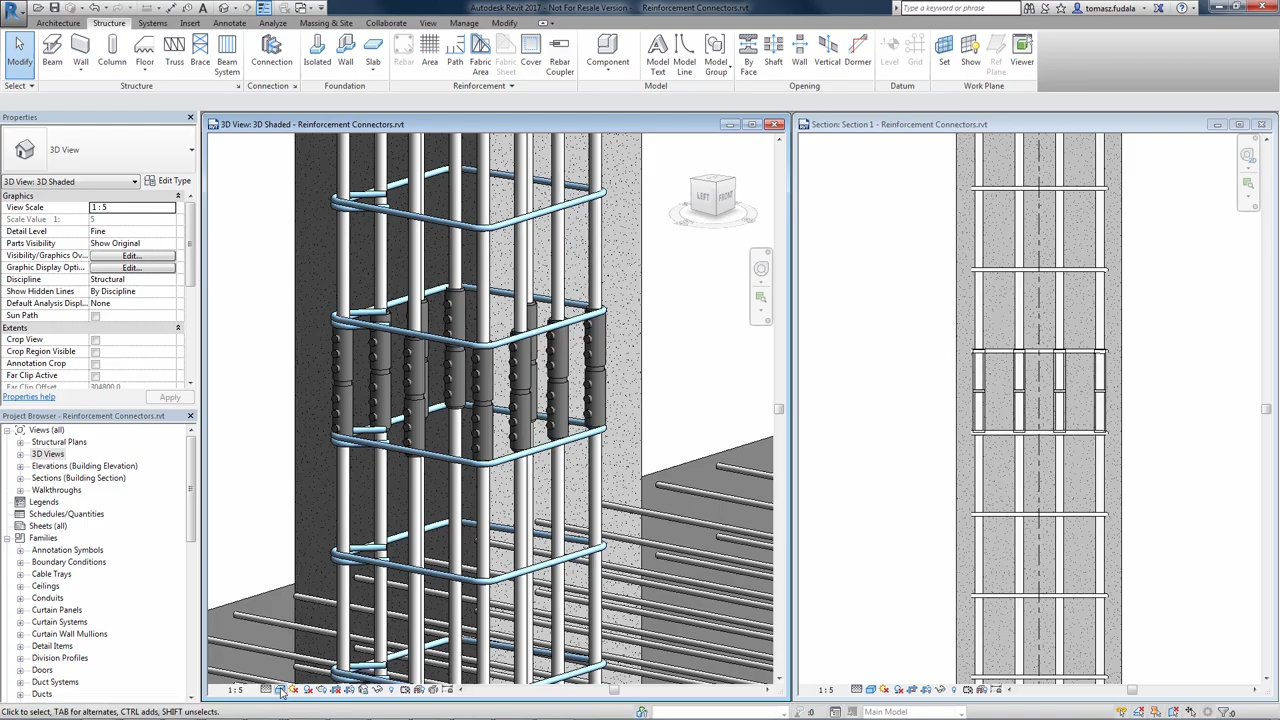 Autodesk Revit 2017 - Not For Resale Version - Reinforcement Connectors.rvt
Type a keyword or phrase
tomasz.fudala
Architecture Structure Systems Insert Annotate Analyze Massing & Site Collaborate View Manage Modify
Modify Beam Wall Column Floor Truss Brace Beam System Connection Isolated Wall Slab Rebar Area Path Fabric Area Fabric Sheet Cover Rebar Coupler Component Model Text Model Line Model Group By Face Shaft Wall Vertical Dormer Level Grid Set Show Ref Plane Viewer
Select Structure Connection Foundation Reinforcement Model Opening Datum Work Plane
Properties
3D View
3D View: 3D Shaded
Edit Type
Graphics
View Scale 1 : 5
Scale Value 1: 5
Detail Level Fine
Parts Visibility Show Original
Visibility/Graphics Ov... Edit...
Graphic Display Opti... Edit...
Discipline Structural
Show Hidden Lines By Discipline
Default Analysis Displ... None
Sun Path
Extents
Crop View
Crop Region Visible
Annotation Crop
Far Clip Active
Far Clip Offset 304800.0
Properties help
Apply
Project Browser - Reinforcement Connectors.rvt
Views (all)
Structural Plans
3D Views
Elevations (Building Elevation)
Sections (Building Section)
Walkthroughs
Legends
Schedules/Quantities
Sheets (all)
Families
Annotation Symbols
Boundary Conditions
Cable Trays
Ceilings
Conduits
Curtain Panels
Curtain Systems
Curtain Wall Mullions
Detail Items
Division Profiles
Doors
Duct Systems
Ducts
3D View: 3D Shaded - Reinforcement Connectors.rvt
LEFT
FRONT
1 : 5
Section: Section 1 - Reinforcement Connectors.rvt
1 : 5
Click to select, TAB for alternates, CTRL adds, SHIFT unselects.
:0
Main Model
:0